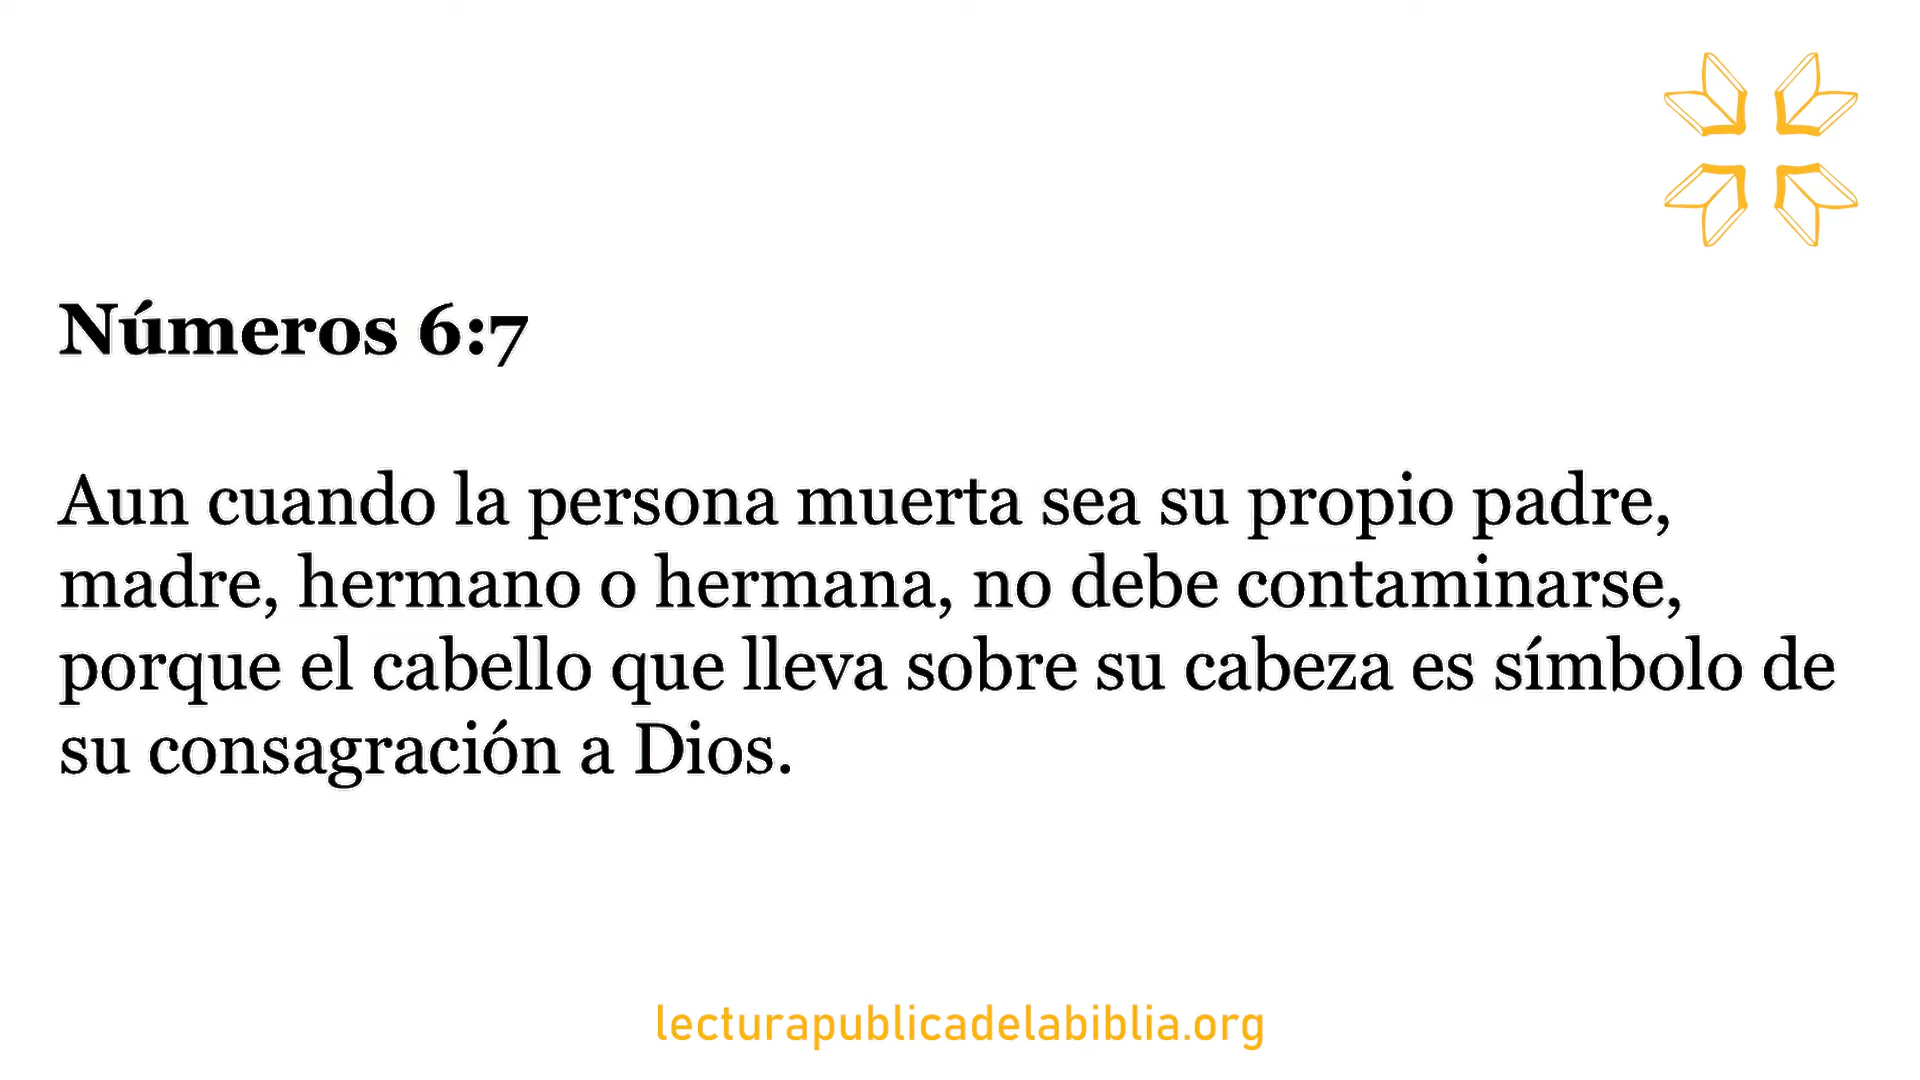 Números 6:7
Aun cuando la persona muerta sea su propio padre,
madre, hermano o hermana, no debe contaminarse,
porque el cabello que lleva sobre su cabeza es símbolo de
su consagración a Dios.
lecturapublicadelabiblia.org